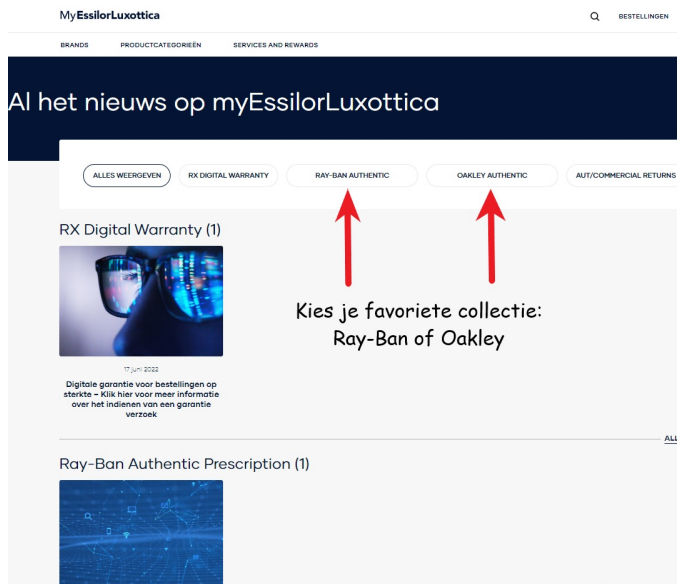 MyEssilorLuxottica
BESTELLINGEN
BRANDS PRODUCTCATEGORIEËN SERVICES AND REWARDS
Al het nieuws op myEssilorLuxottica
ALLES WEERGEVEN RX DIGITAL WARRANTY RAY-BAN AUTHENTIC OAKLEY AUTHENTIC AUT/COMMERCIAL RETURNS
RX Digital Warranty (1)
Kies je favoriete collectie:
Ray-Ban of Oakley
17 juni 2022
Digitale garantie voor bestellingen op
sterkte – Klik hier voor meer informatie
over het indienen van een garantie
verzoek
ALL
Ray-Ban Authentic Prescription (1)